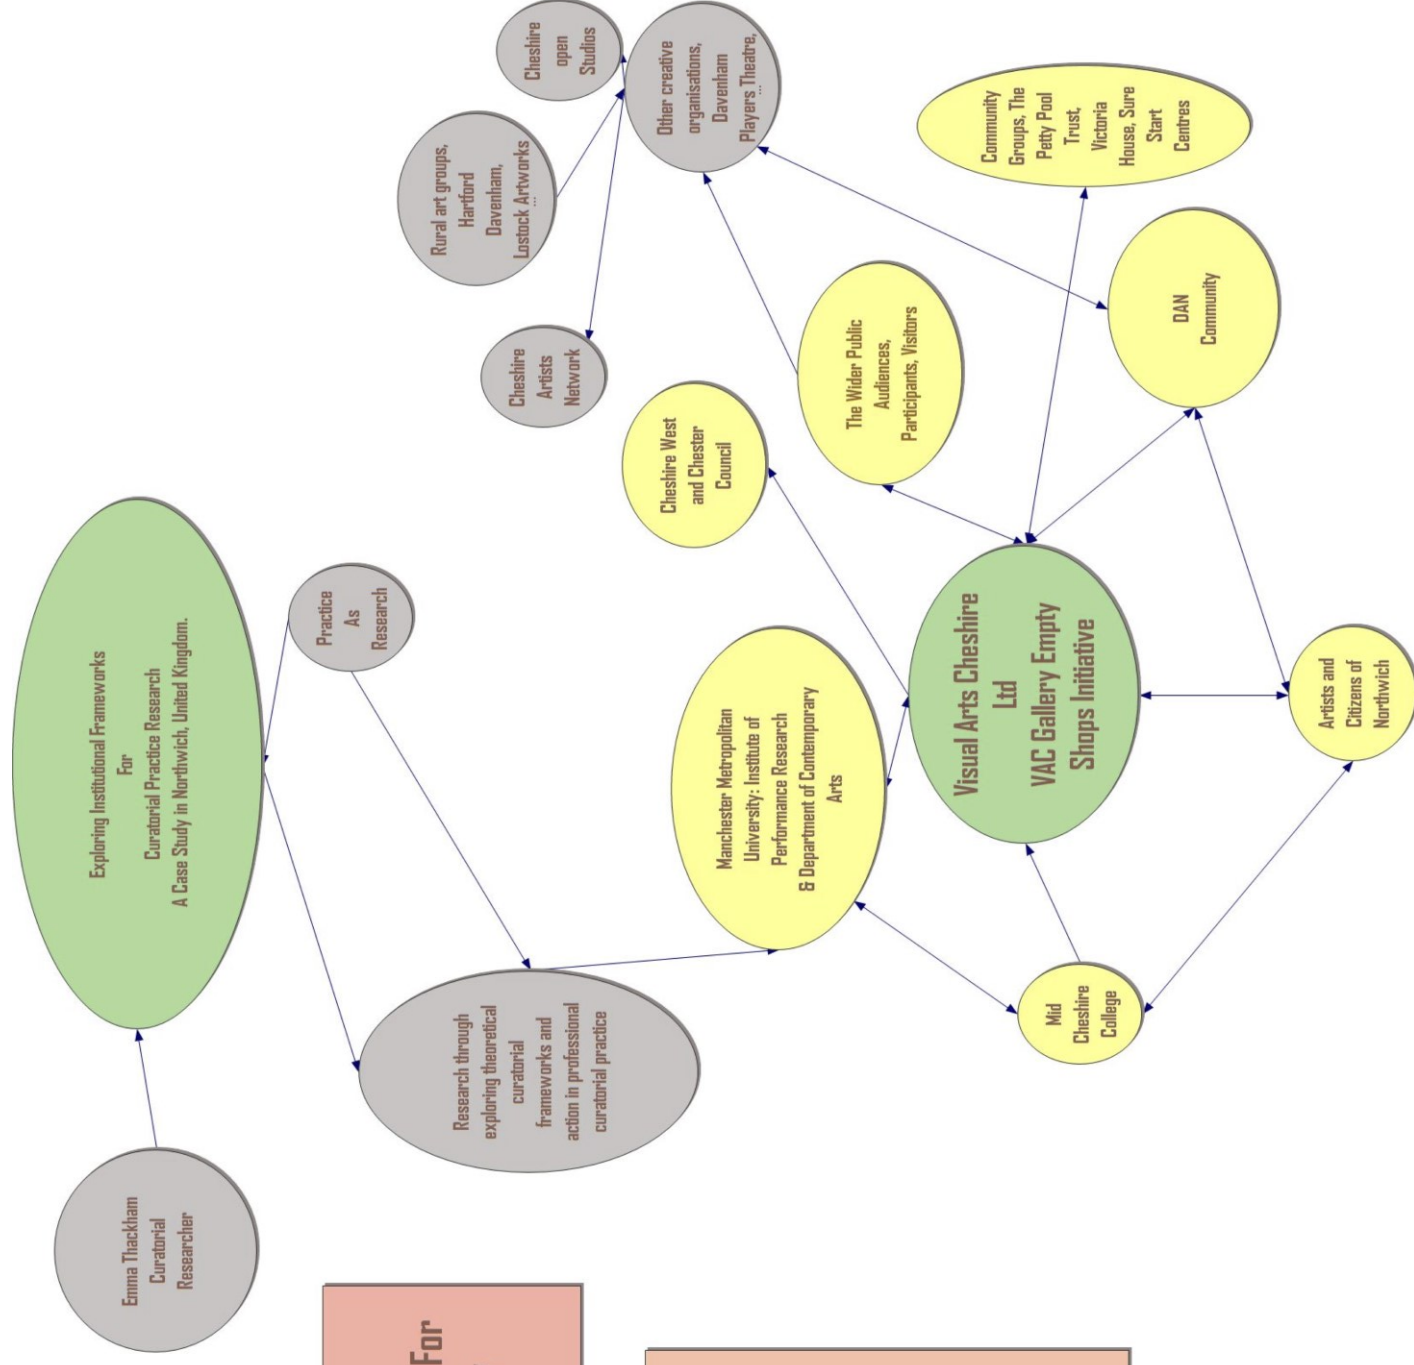 Emma Thackham
Curatorial
Researcher
Exploring Institutional Frameworks
For
Curatorial Practice Research
A Case Study in Northwich, United Kingdom.
Practice
As
Research
Research through
exploring theoretical
curatorial
frameworks and
action in professional
curatorial practice
Cheshire
open
Studios
Rural art groups,
Hartford
Davenham,
Lostock Artworks
...
Cheshire
Artists
Network
Other creative
organisations,
Davenham
Players Theatre,
...
Cheshire West
and Chester
Council
The Wider Public
Audiences,
Participants, Visitors
Community
Groups, The
Petty Pool
Trust,
Victoria
House, Sure
Start
Centres
DAN
Community
Manchester Metropolitan
University: Institute of
Performance Research
& Department of Contemporary
Arts
Visual Arts Cheshire
Ltd
VAC Gallery Empty
Shops Initiative
Mid
Cheshire
College
Artists and
Citizens of
Northwich
For